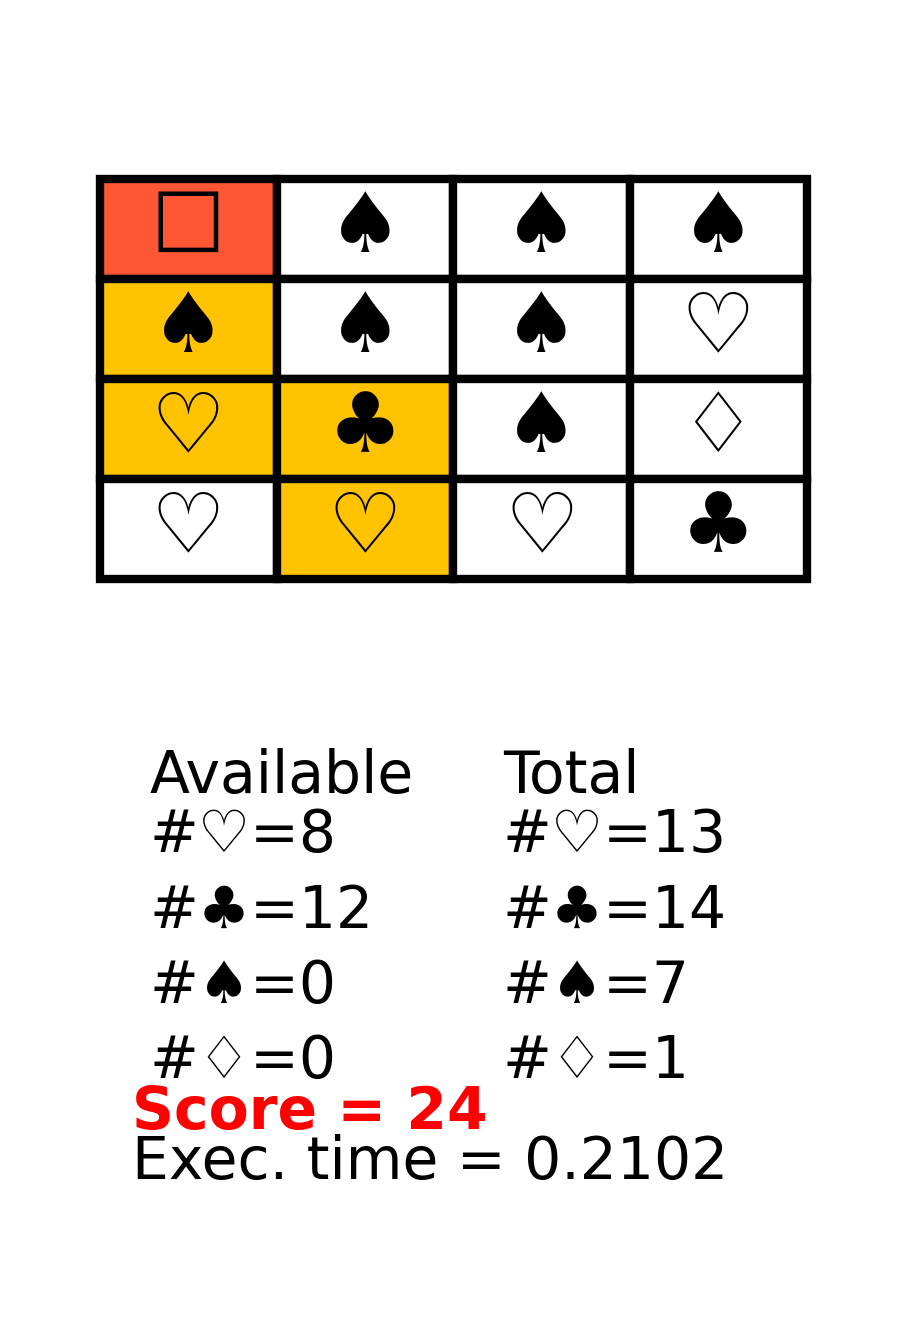 □ ♠ ♠ ♠
♠ ♠ ♠ ♡
♡ ♣ ♠ ♢
♡ ♡ ♡ ♣
Available Total
#♡=8 #♡=13
#♣=12 #♣=14
#♠=0 #♠=7
#♢=0 #♢=1
Score = 24
Exec. time = 0.2102